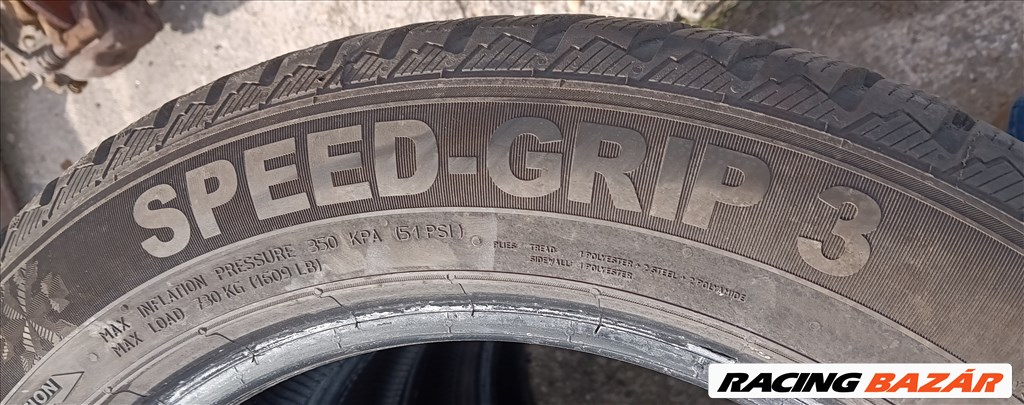 SPEED-GRIP 3
MAX INFLATION PRESSURE 350 KPA (51 PSI)
MAX LOAD 730 KG (1609 LB)
PLIES: TREAD 1 POLYESTER + 2 STEEL + 2 POLYAMIDE
SIDEWALL: 1 POLYESTER
RACING BAZÁR